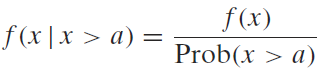 f(x | x > a) = f(x) / Prob(x > a)